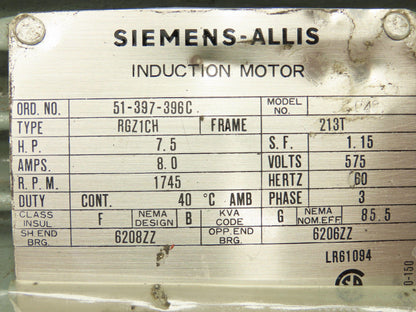 SIEMENS-ALLIS
INDUCTION MOTOR
ORD. NO. 51-397-396C MODEL NO.
TYPE RGZ1CH FRAME 213T
H.P. 7.5 S.F. 1.15
AMPS. 8.0 VOLTS 575
R.P.M. 1745 HERTZ 60
DUTY CONT. 40 °C AMB PHASE 3
CLASS INSUL F NEMA DESIGN B KVA CODE G NEMA NOM.EFF 85.5
SH.END BRG. 6208ZZ OPP.END BRG. 6206ZZ
LR61094